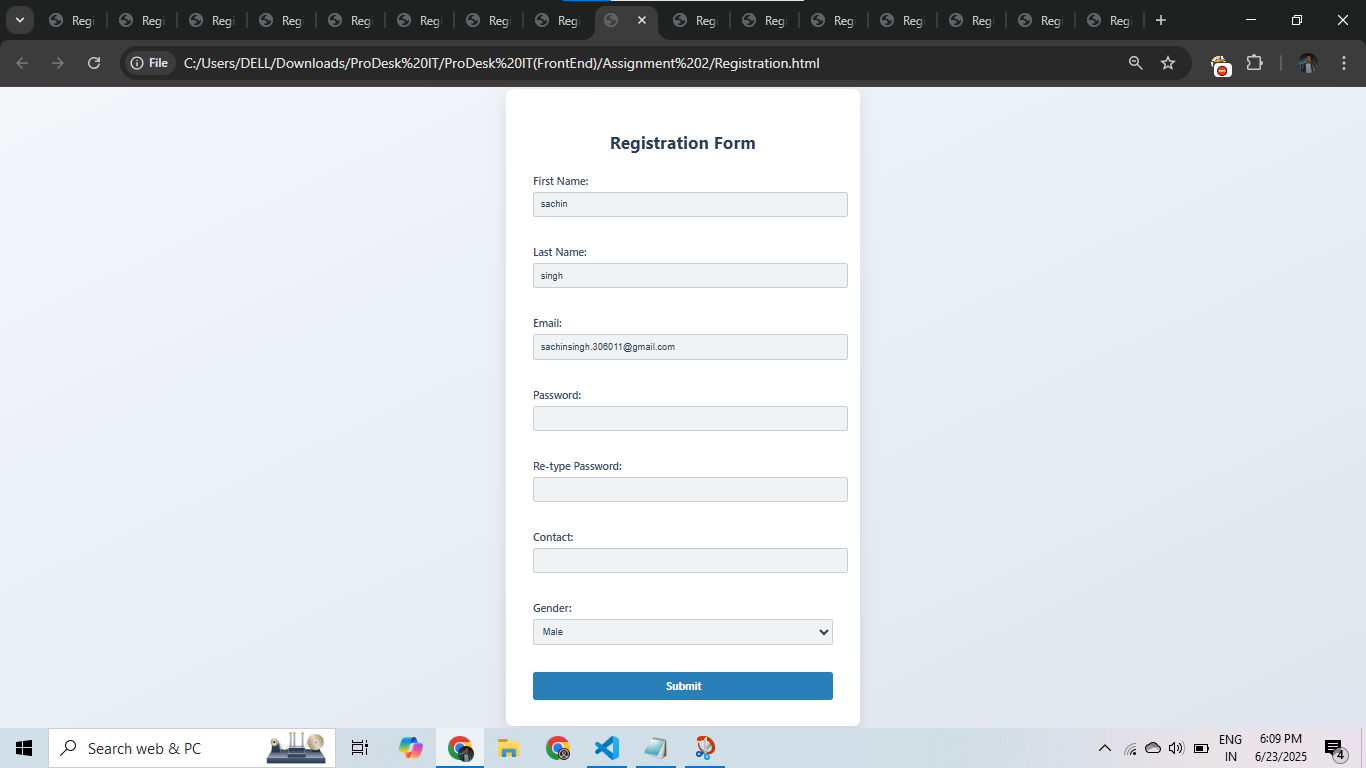 Regi Regi Regi Regi Regi Regi Regi Regi Regi Regi Regi Regi Regi Regi Regi
File C:/Users/DELL/Downloads/ProDesk%20IT/ProDesk%20IT(FrontEnd)/Assignment%202/Registration.html
Registration Form
First Name:
sachin
Last Name:
singh
Email:
sachinsingh.306011@gmail.com
Password:
Re-type Password:
Contact:
Gender:
Male
Submit
Search web & PC
ENG
IN
6:09 PM
6/23/2025
4